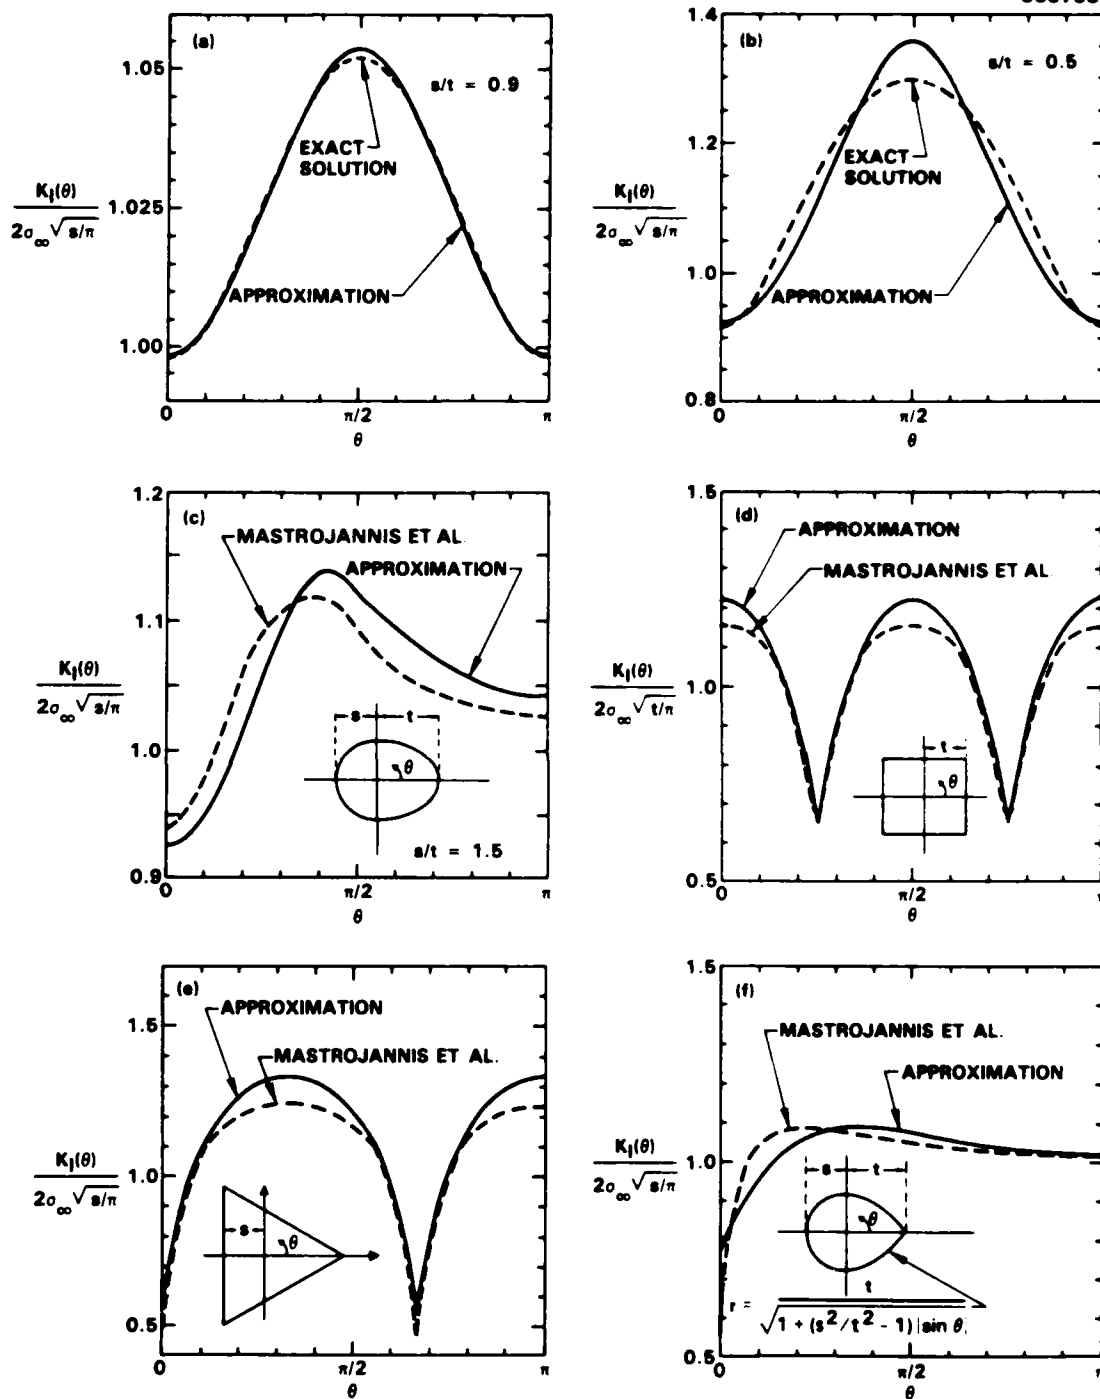 (a)
s/t = 0.9
1.05
1.025
1.00
EXACT
SOLUTION
APPROXIMATION
K_I(θ)
2σ_∞ √s/π
0
π/2
π
θ
(b)
s/t = 0.5
1.4
1.2
1.0
0.8
EXACT
SOLUTION
APPROXIMATION
K_I(θ)
2σ_∞ √s/π
0
π/2
π
θ
(c)
1.2
1.1
1.0
0.9
MASTROJANNIS ET AL.
APPROXIMATION
K_I(θ)
2σ_∞ √s/π
s
t
θ
s/t = 1.5
0
π/2
π
θ
(d)
1.5
1.0
0.5
APPROXIMATION
MASTROJANNIS ET AL
K_I(θ)
2σ_∞ √t/π
t
θ
0
π/2
π
θ
(e)
1.5
1.0
0.5
APPROXIMATION
MASTROJANNIS ET AL.
K_I(θ)
2σ_∞ √s/π
s
θ
0
π/2
π
θ
(f)
1.5
1.0
0.5
MASTROJANNIS ET AL.
APPROXIMATION
K_I(θ)
2σ_∞ √s/π
s
t
θ
t
r =
√1 + (s²/t² - 1) |sin θ|
0
π/2
π
θ